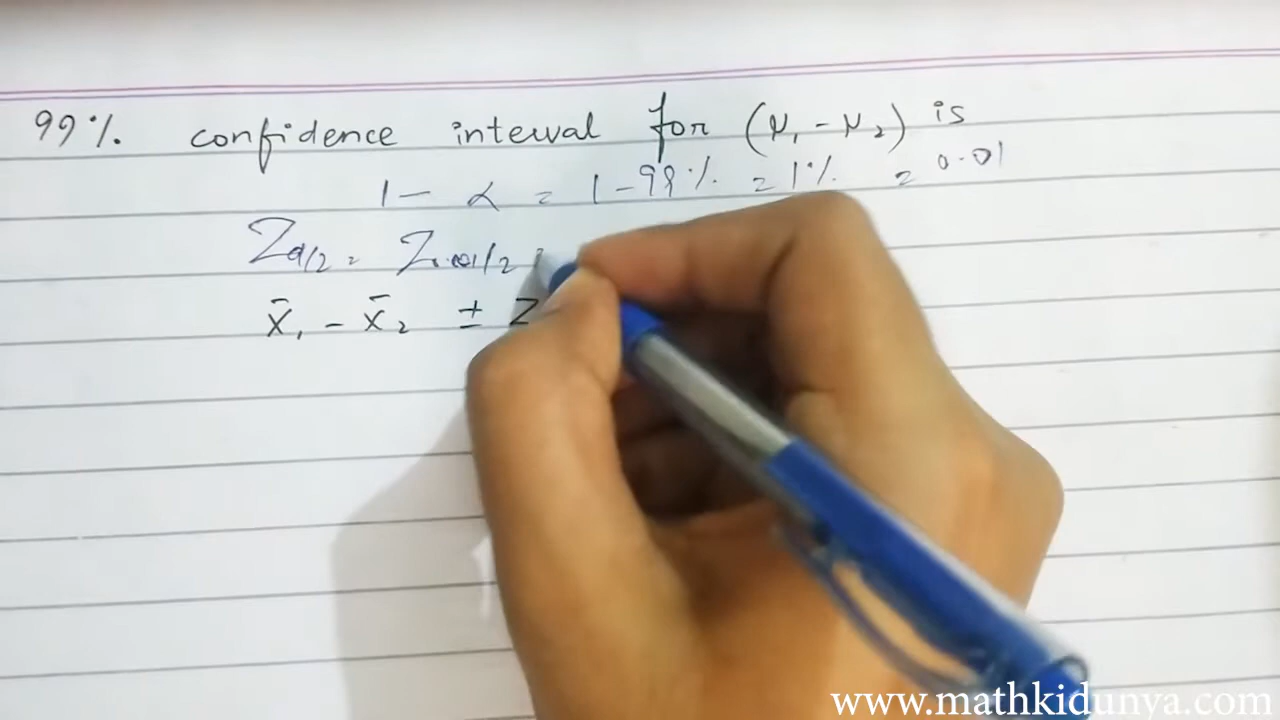 99% confidence interval for (μ₁ - μ₂) is
1 - α = 1 - 99% = 1% = 0.01
Zα/2 = Z0.01/2
x̄₁ - x̄₂ ± Z
www.mathkidunya.com